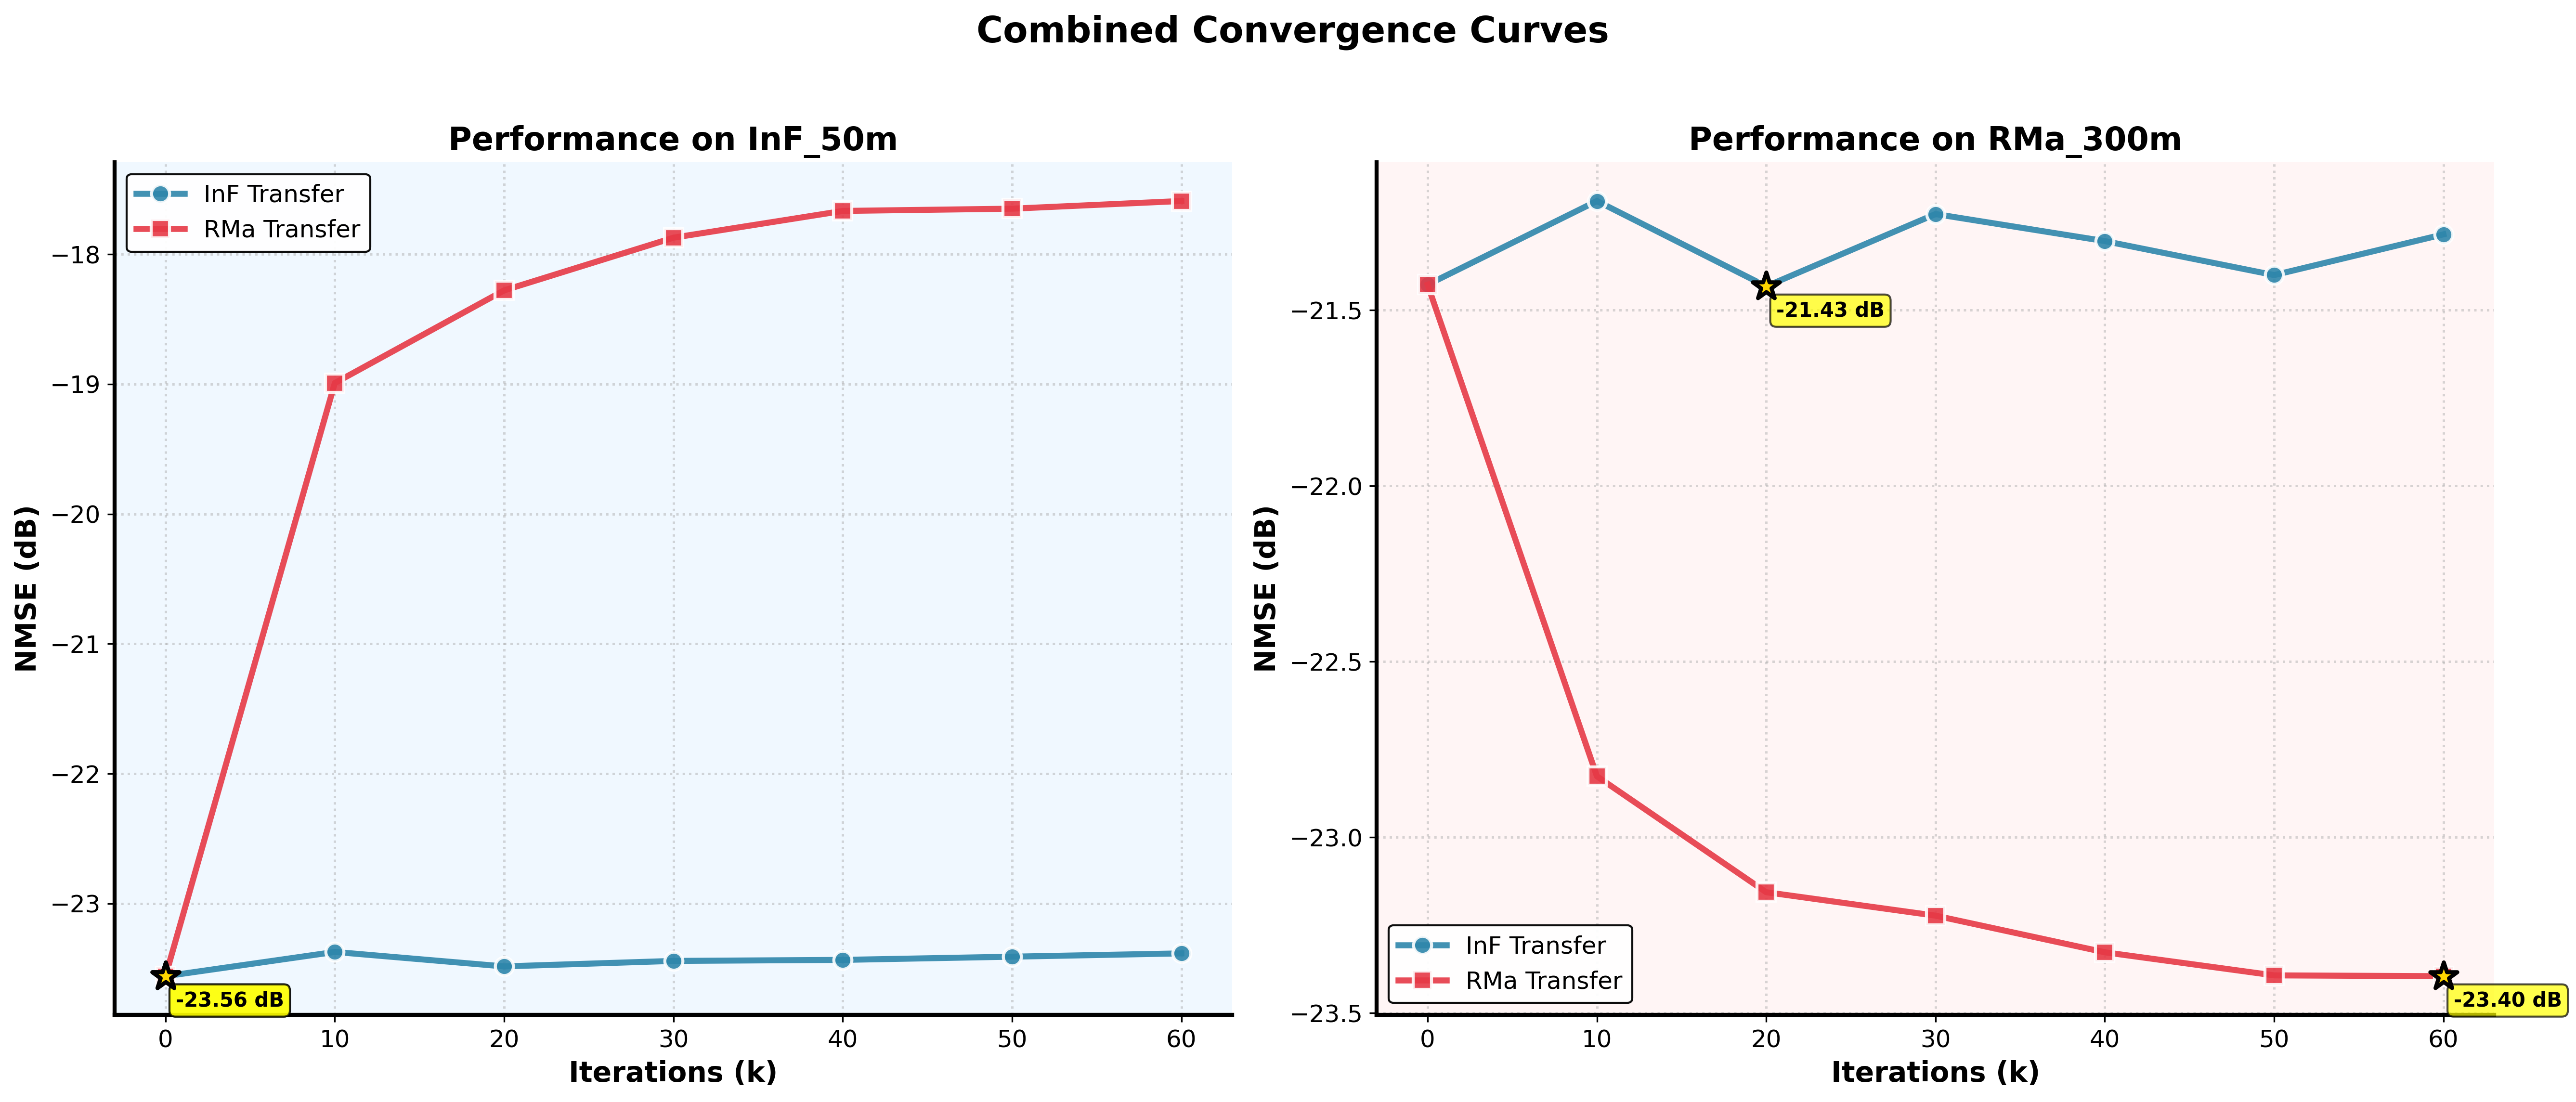 Combined Convergence Curves
Performance on InF_50m
InF Transfer
RMa Transfer
−18
−19
−20
−21
−22
−23
NMSE (dB)
-23.56 dB
0 10 20 30 40 50 60
Iterations (k)
Performance on RMa_300m
−21.5
−22.0
−22.5
−23.0
−23.5
NMSE (dB)
-21.43 dB
InF Transfer
RMa Transfer
-23.40 dB
0 10 20 30 40 50 60
Iterations (k)